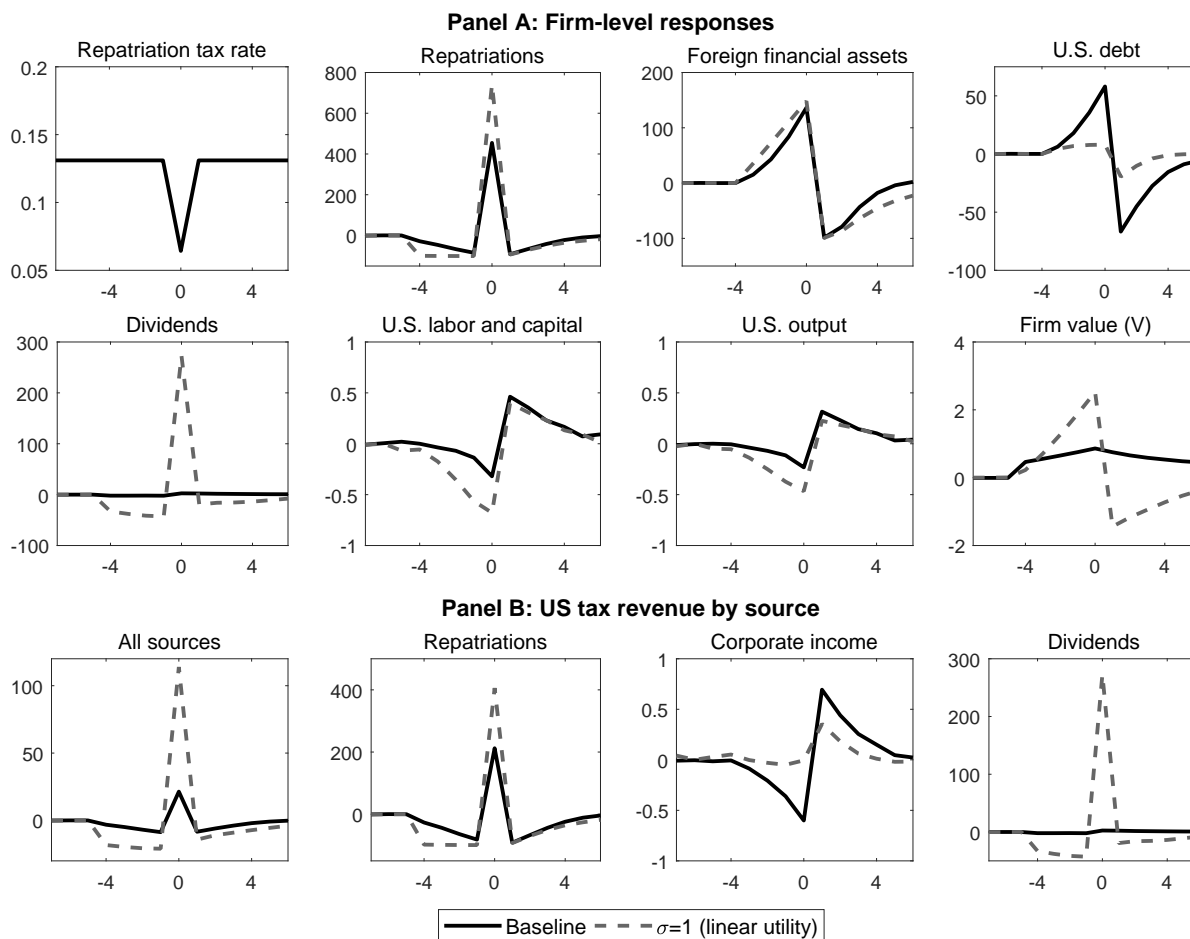 Panel A: Firm-level responses
Repatriation tax rate
0.2
0.15
0.1
0.05
-4 0 4
Repatriations
800
600
400
200
0
-4 0 4
Foreign financial assets
200
100
0
-100
-4 0 4
U.S. debt
50
0
-50
-100
-4 0 4
Dividends
300
200
100
0
-100
-4 0 4
U.S. labor and capital
1
0.5
0
-0.5
-1
-4 0 4
U.S. output
1
0.5
0
-0.5
-1
-4 0 4
Firm value (V)
4
2
0
-2
-4 0 4
Panel B: US tax revenue by source
All sources
100
50
0
-4 0 4
Repatriations
400
200
0
-4 0 4
Corporate income
1
0.5
0
-0.5
-1
-4 0 4
Dividends
300
200
100
0
-4 0 4
Baseline σ=1 (linear utility)